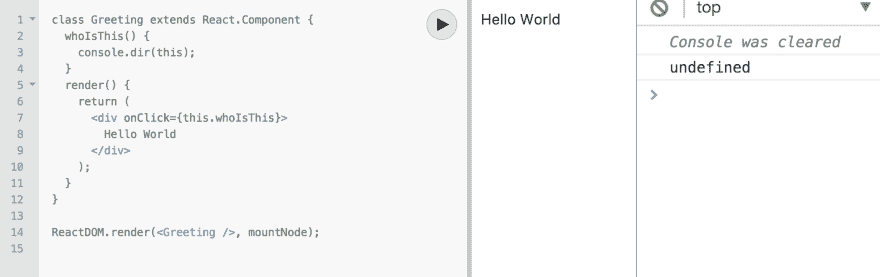 1 class Greeting extends React.Component {
2   whoIsThis() {
3     console.dir(this);
4   }
5   render() {
6     return (
7       <div onClick={this.whoIsThis}>
8         Hello World
9       </div>
10     );
11   }
12 }
13
14 ReactDOM.render(<Greeting />, mountNode);
15
Hello World
top
Console was cleared
undefined